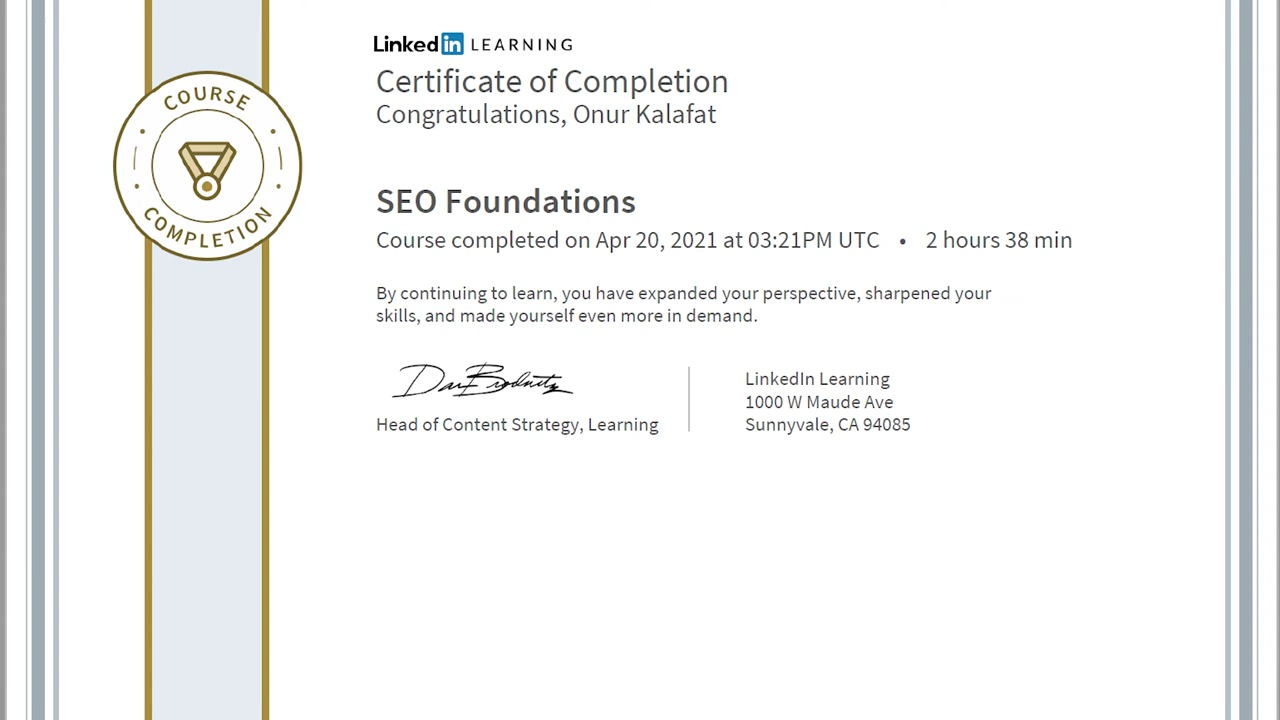 COURSE
COMPLETION
LinkedIn LEARNING
Certificate of Completion
Congratulations, Onur Kalafat
SEO Foundations
Course completed on Apr 20, 2021 at 03:21PM UTC • 2 hours 38 min
By continuing to learn, you have expanded your perspective, sharpened your
skills, and made yourself even more in demand.
Head of Content Strategy, Learning
LinkedIn Learning
1000 W Maude Ave
Sunnyvale, CA 94085